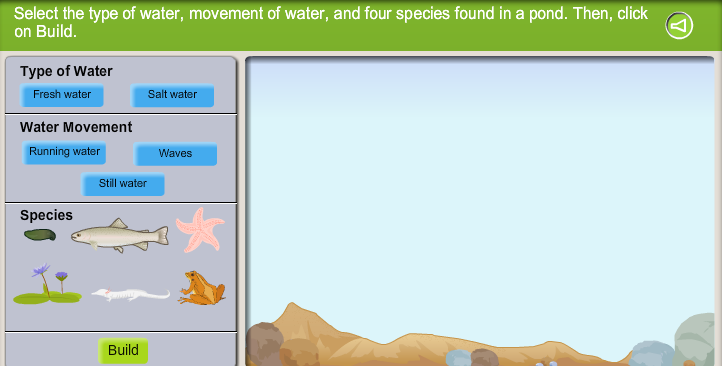 Select the type of water, movement of water, and four species found in a pond. Then, click
on Build.
Type of Water
Fresh water
Salt water
Water Movement
Running water
Waves
Still water
Species
Build